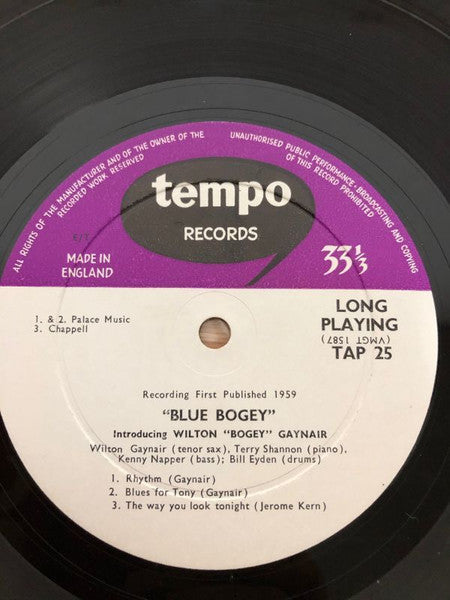 ALL RIGHTS OF THE MANUFACTURER AND OF THE OWNER OF THE
RECORDED WORK RESERVED
UNAUTHORISED PUBLIC PERFORMANCE, BROADCASTING AND COPYING
OF THIS RECORD PROHIBITED
tempo
RECORDS
MADE IN
ENGLAND
33⅓
1. & 2. Palace Music
3. Chappell
LONG
PLAYING
(VMGT 1587)
TAP 25
Recording First Published 1959
"BLUE BOGEY"
Introducing WILTON "BOGEY" GAYNAIR
Wilton Gaynair (tenor sax), Terry Shannon (piano),
Kenny Napper (bass); Bill Eyden (drums)
1. Rhythm (Gaynair)
2. Blues for Tony (Gaynair)
3. The way you look tonight (Jerome Kern)